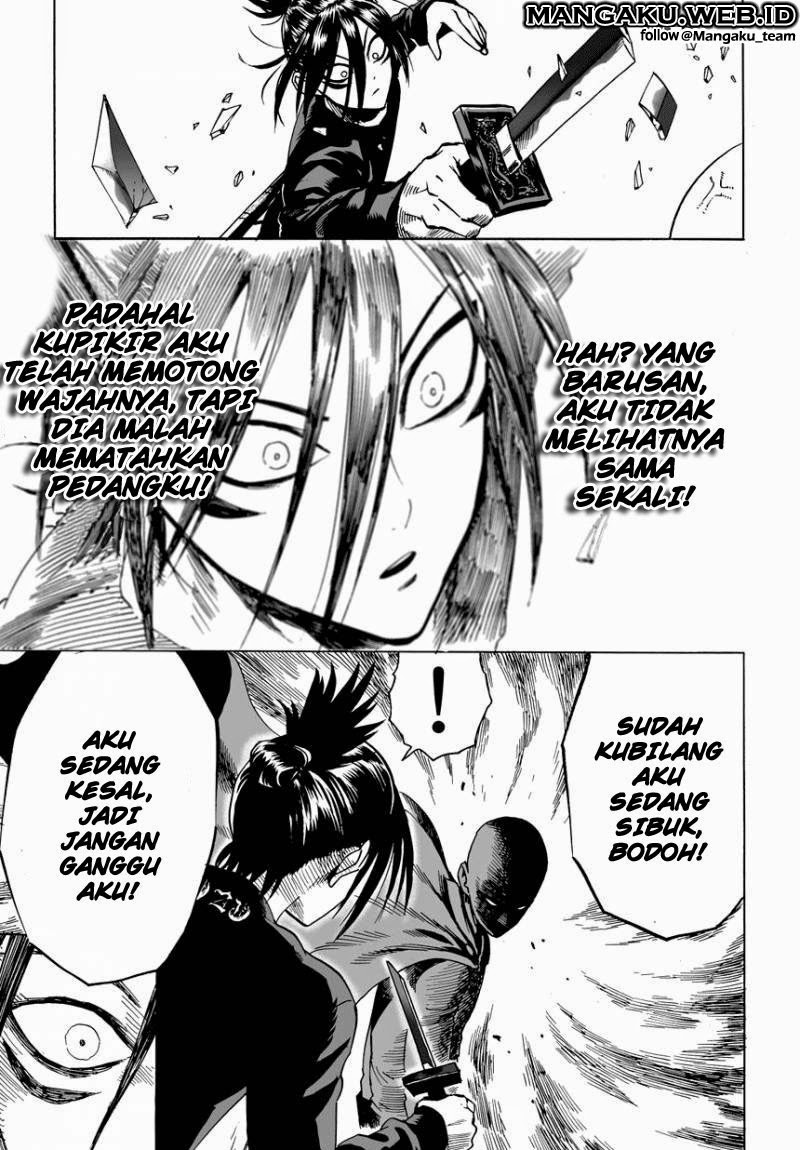 MANGAKU.WEB.ID
follow @Mangaku_team
HAH? YANG
BARUSAN,
AKU TIDAK
MELIHATNYA
SAMA
SEKALI!
PADAHAL
KUPIKIR AKU
TELAH MEMOTONG
WAJAHNYA, TAPI
DIA MALAH
MEMATAHKAN
PEDANGKU!
SUDAH
KUBILANG
AKU
SEDANG
SIBUK,
BODOH!
!
AKU
SEDANG
KESAL,
JADI
JANGAN
GANGGU
AKU!